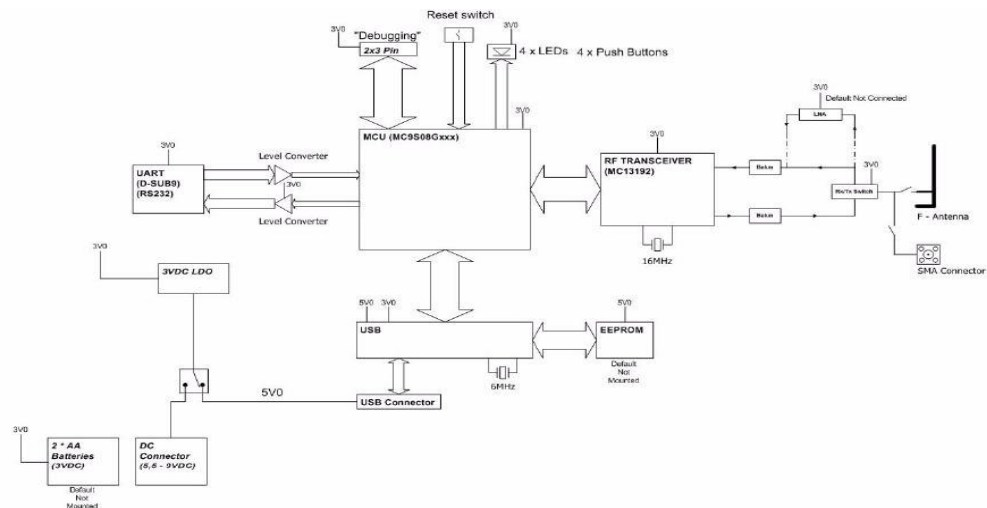 Reset switch
3V0
"Debugging"
2x3 Pin
3V0
4 x LEDs 4 x Push Buttons
3V0
MCU (MC9S08Gxxx)
3V0
Default Not Connected
LNA
3V0
UART
(D-SUB9)
(RS232)
Level Converter
3V0
Level Converter
3V0
RF TRANSCEIVER
(MC13192)
16MHz
Balun
Balun
3V0
Rx/Tx Switch
F - Antenna
SMA Connector
3V0
3VDC LDO
5V0 3V0
USB
6MHz
5V0
EEPROM
Default
Not
Mounted
5V0
USB Connector
3V0
2 * AA
Batteries
(3VDC)
Default
Not
Mounted
DC
Connector
(5,5 - 9VDC)